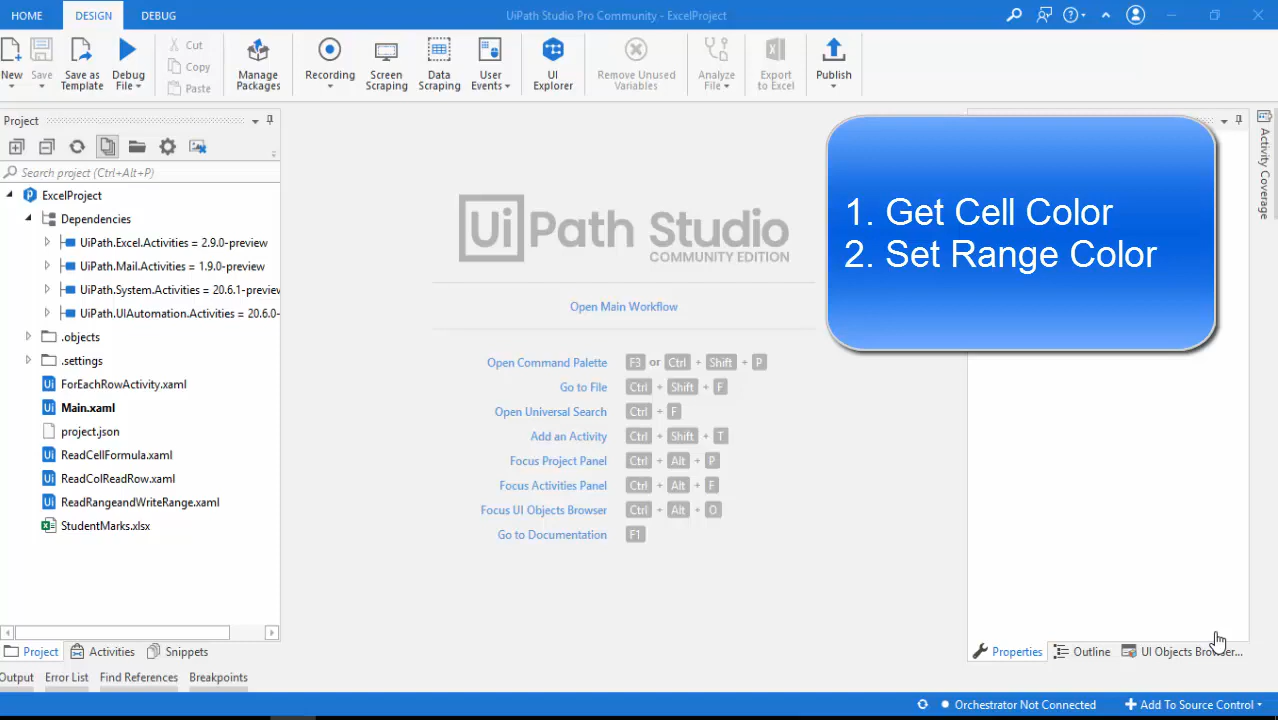 HOME
DESIGN
DEBUG
UiPath Studio Pro Community - ExcelProject
New
Save
Save as
Template
Debug
File
Cut
Copy
Paste
Manage
Packages
Recording
Screen
Scraping
Data
Scraping
User
Events
UI
Explorer
Remove Unused
Variables
Analyze
File
Export
to Excel
Publish
Project
Search project (Ctrl+Alt+P)
ExcelProject
Dependencies
UiPath.Excel.Activities = 2.9.0-preview
UiPath.Mail.Activities = 1.9.0-preview
UiPath.System.Activities = 20.6.1-preview
UiPath.UIAutomation.Activities = 20.6.0-
.objects
.settings
ForEachRowActivity.xaml
Main.xaml
project.json
ReadCellFormula.xaml
ReadColReadRow.xaml
ReadRangeandWriteRange.xaml
StudentMarks.xlsx
Project
Activities
Snippets
UiPath Studio
COMMUNITY EDITION
Open Main Workflow
Open Command Palette F3 or Ctrl + Shift + P
Go to File Ctrl + Shift + F
Open Universal Search Ctrl + F
Add an Activity Ctrl + Shift + T
Focus Project Panel Ctrl + Alt + P
Focus Activities Panel Ctrl + Alt + F
Focus UI Objects Browser Ctrl + Alt + O
Go to Documentation F1
1. Get Cell Color
2. Set Range Color
Activity Coverage
Properties
Outline
UI Objects Browser...
Output
Error List
Find References
Breakpoints
Orchestrator Not Connected
Add To Source Control